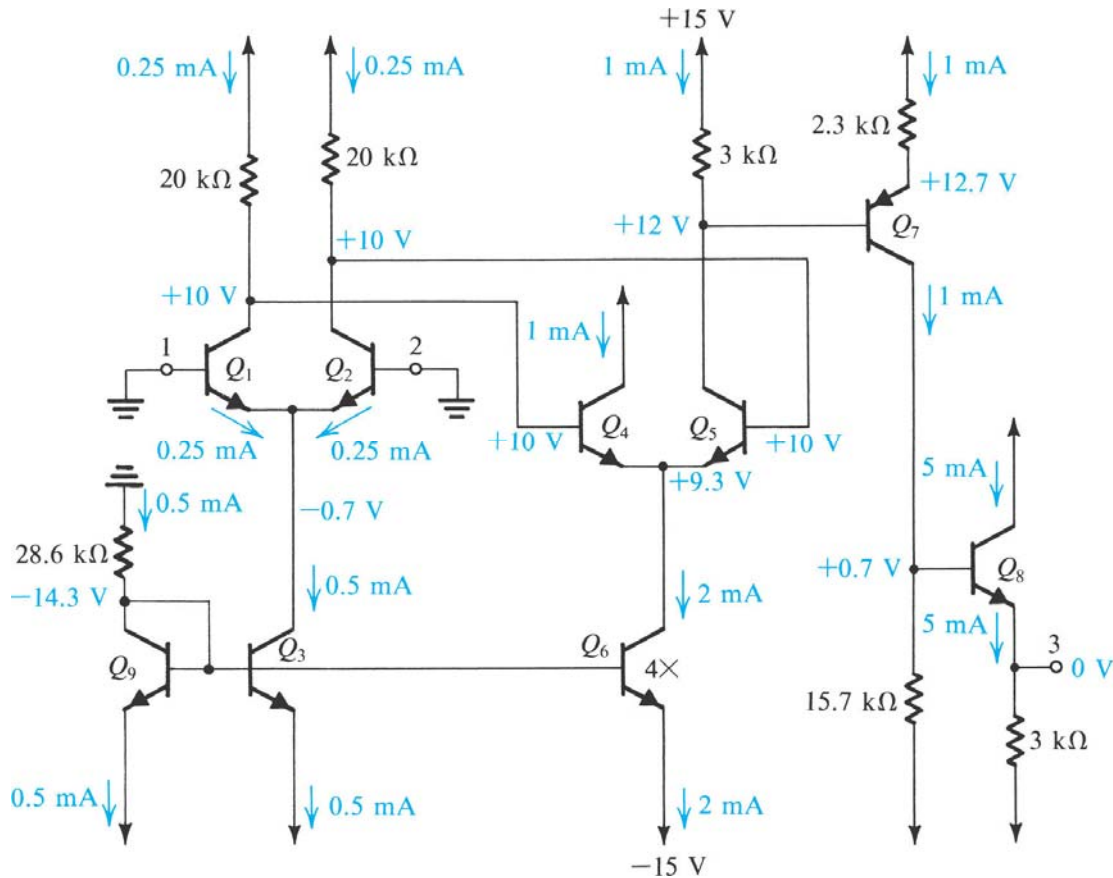 +15 V
0.25 mA
0.25 mA
1 mA
1 mA
2.3 kΩ
20 kΩ
20 kΩ
3 kΩ
+12.7 V
+10 V
+12 V
Q7
+10 V
1 mA
1 mA
1
Q1
Q2
2
+10 V
Q4
Q5
+10 V
0.25 mA
0.25 mA
+9.3 V
5 mA
0.5 mA
−0.7 V
28.6 kΩ
+0.7 V
Q8
−14.3 V
0.5 mA
2 mA
5 mA
Q9
Q3
Q6
4×
3
0 V
15.7 kΩ
3 kΩ
0.5 mA
0.5 mA
2 mA
−15 V